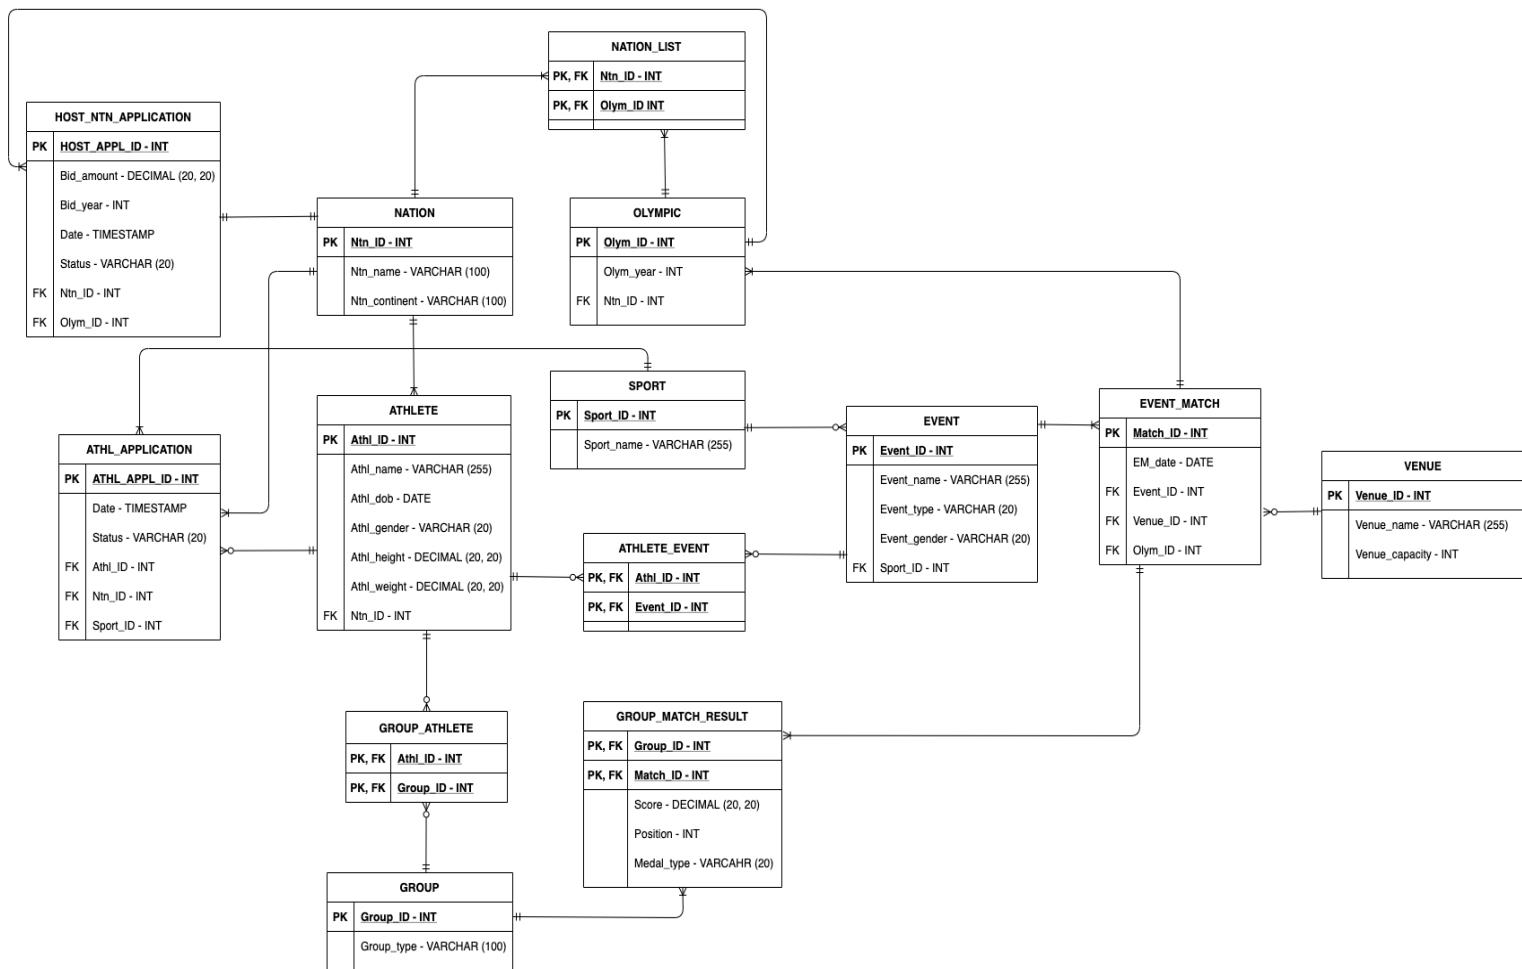 NATION_LIST
PK, FK Ntn_ID - INT
PK, FK Olym_ID INT
HOST_NTN_APPLICATION
PK HOST_APPL_ID - INT
Bid_amount - DECIMAL (20, 20)
Bid_year - INT
Date - TIMESTAMP
Status - VARCHAR (20)
FK Ntn_ID - INT
FK Olym_ID - INT
NATION
PK Ntn_ID - INT
Ntn_name - VARCHAR (100)
Ntn_continent - VARCHAR (100)
OLYMPIC
PK Olym_ID - INT
Olym_year - INT
FK Ntn_ID - INT
SPORT
PK Sport_ID - INT
Sport_name - VARCHAR (255)
ATHLETE
PK Athl_ID - INT
Athl_name - VARCHAR (255)
Athl_dob - DATE
Athl_gender - VARCHAR (20)
Athl_height - DECIMAL (20, 20)
Athl_weight - DECIMAL (20, 20)
FK Ntn_ID - INT
EVENT
PK Event_ID - INT
Event_name - VARCHAR (255)
Event_type - VARCHAR (20)
Event_gender - VARCHAR (20)
FK Sport_ID - INT
EVENT_MATCH
PK Match_ID - INT
EM_date - DATE
FK Event_ID - INT
FK Venue_ID - INT
FK Olym_ID - INT
VENUE
PK Venue_ID - INT
Venue_name - VARCHAR (255)
Venue_capacity - INT
ATHL_APPLICATION
PK ATHL_APPL_ID - INT
Date - TIMESTAMP
Status - VARCHAR (20)
FK Athl_ID - INT
FK Ntn_ID - INT
FK Sport_ID - INT
ATHLETE_EVENT
PK, FK Athl_ID - INT
PK, FK Event_ID - INT
GROUP_ATHLETE
PK, FK Athl_ID - INT
PK, FK Group_ID - INT
GROUP_MATCH_RESULT
PK, FK Group_ID - INT
PK, FK Match_ID - INT
Score - DECIMAL (20, 20)
Position - INT
Medal_type - VARCAHR (20)
GROUP
PK Group_ID - INT
Group_type - VARCHAR (100)